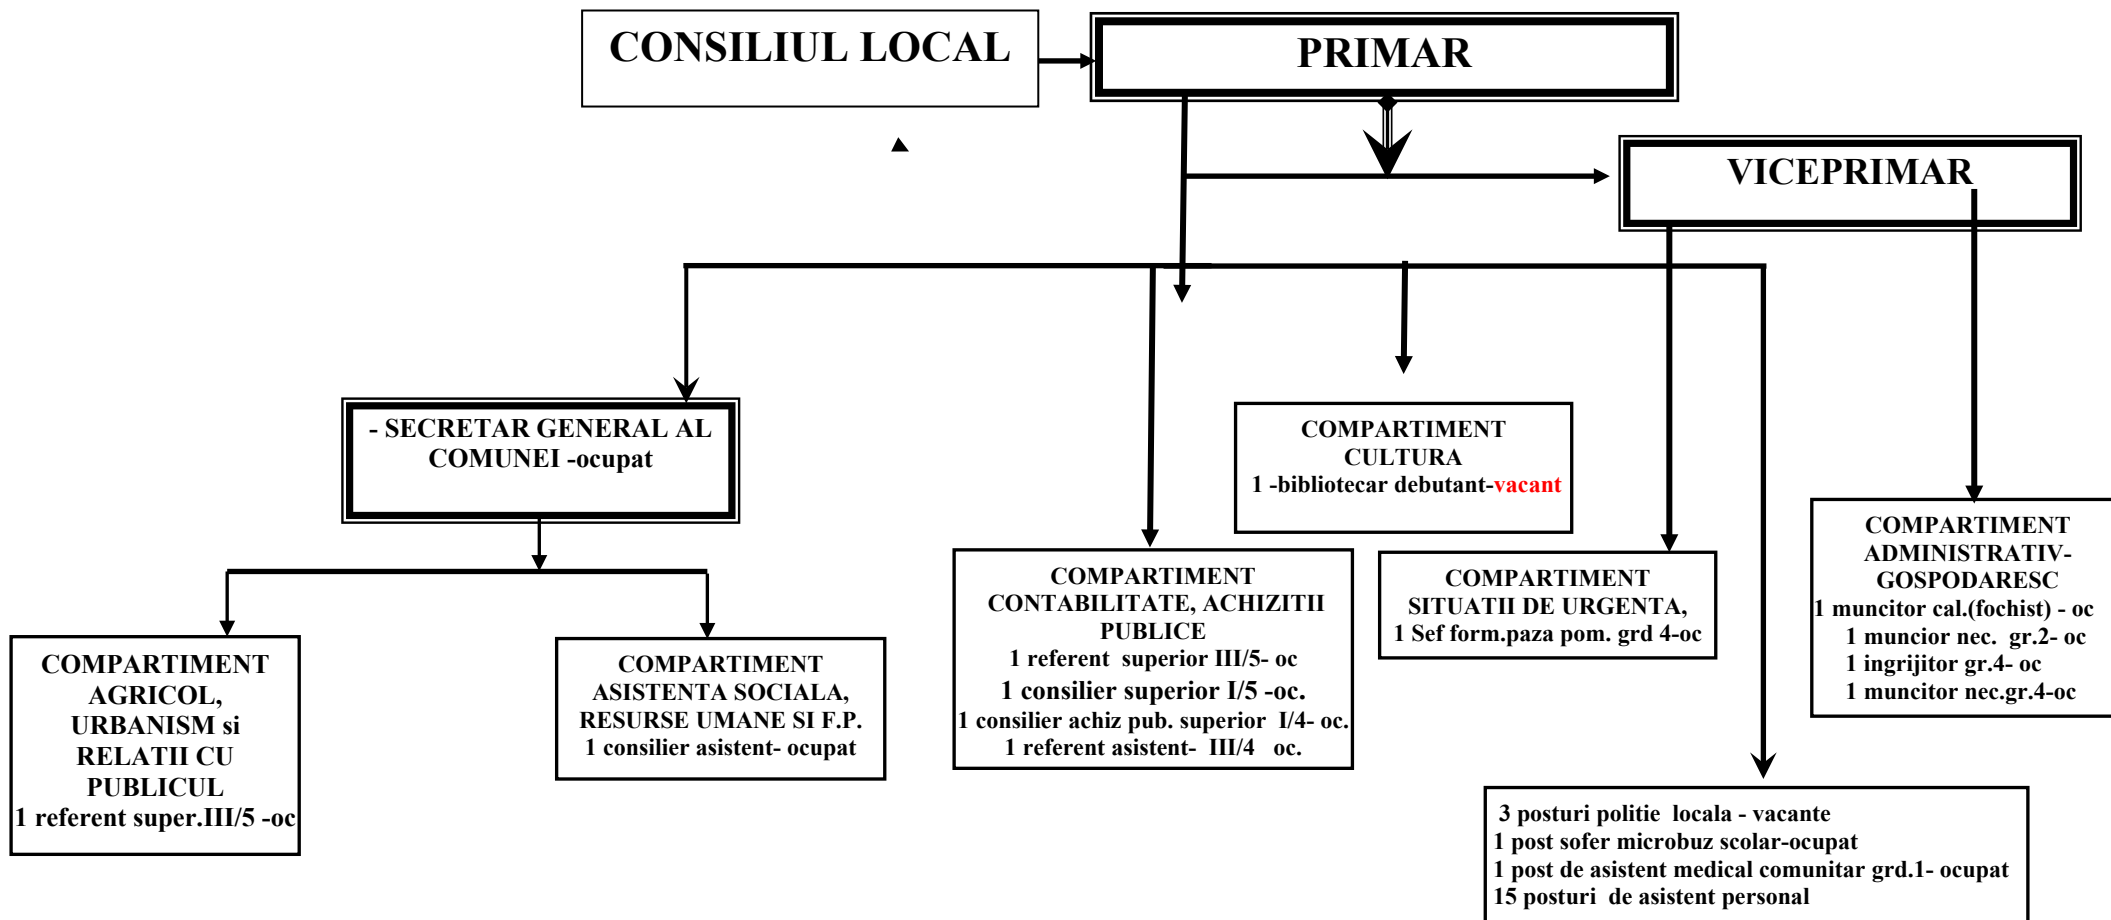 CONSILIUL LOCAL
PRIMAR
VICEPRIMAR
- SECRETAR GENERAL AL
COMUNEI -ocupat
COMPARTIMENT
CULTURA
1 -bibliotecar debutant-vacant
COMPARTIMENT
ADMINISTRATIV-
GOSPODARESC
1 muncitor cal.(fochist) - oc
1 muncior nec. gr.2- oc
1 ingrijitor gr.4- oc
1 muncitor nec.gr.4-oc
COMPARTIMENT
CONTABILITATE, ACHIZITII
PUBLICE
1 referent superior III/5- oc
1 consilier superior I/5 -oc.
1 consilier achiz pub. superior I/4- oc.
1 referent asistent- III/4 oc.
COMPARTIMENT
SITUATII DE URGENTA,
1 Sef form.paza pom. grd 4-oc
COMPARTIMENT
AGRICOL,
URBANISM si
RELATII CU
PUBLICUL
1 referent super.III/5 -oc
COMPARTIMENT
ASISTENTA SOCIALA,
RESURSE UMANE SI F.P.
1 consilier asistent- ocupat
3 posturi politie locala - vacante
1 post sofer microbuz scolar-ocupat
1 post de asistent medical comunitar grd.1- ocupat
15 posturi de asistent personal